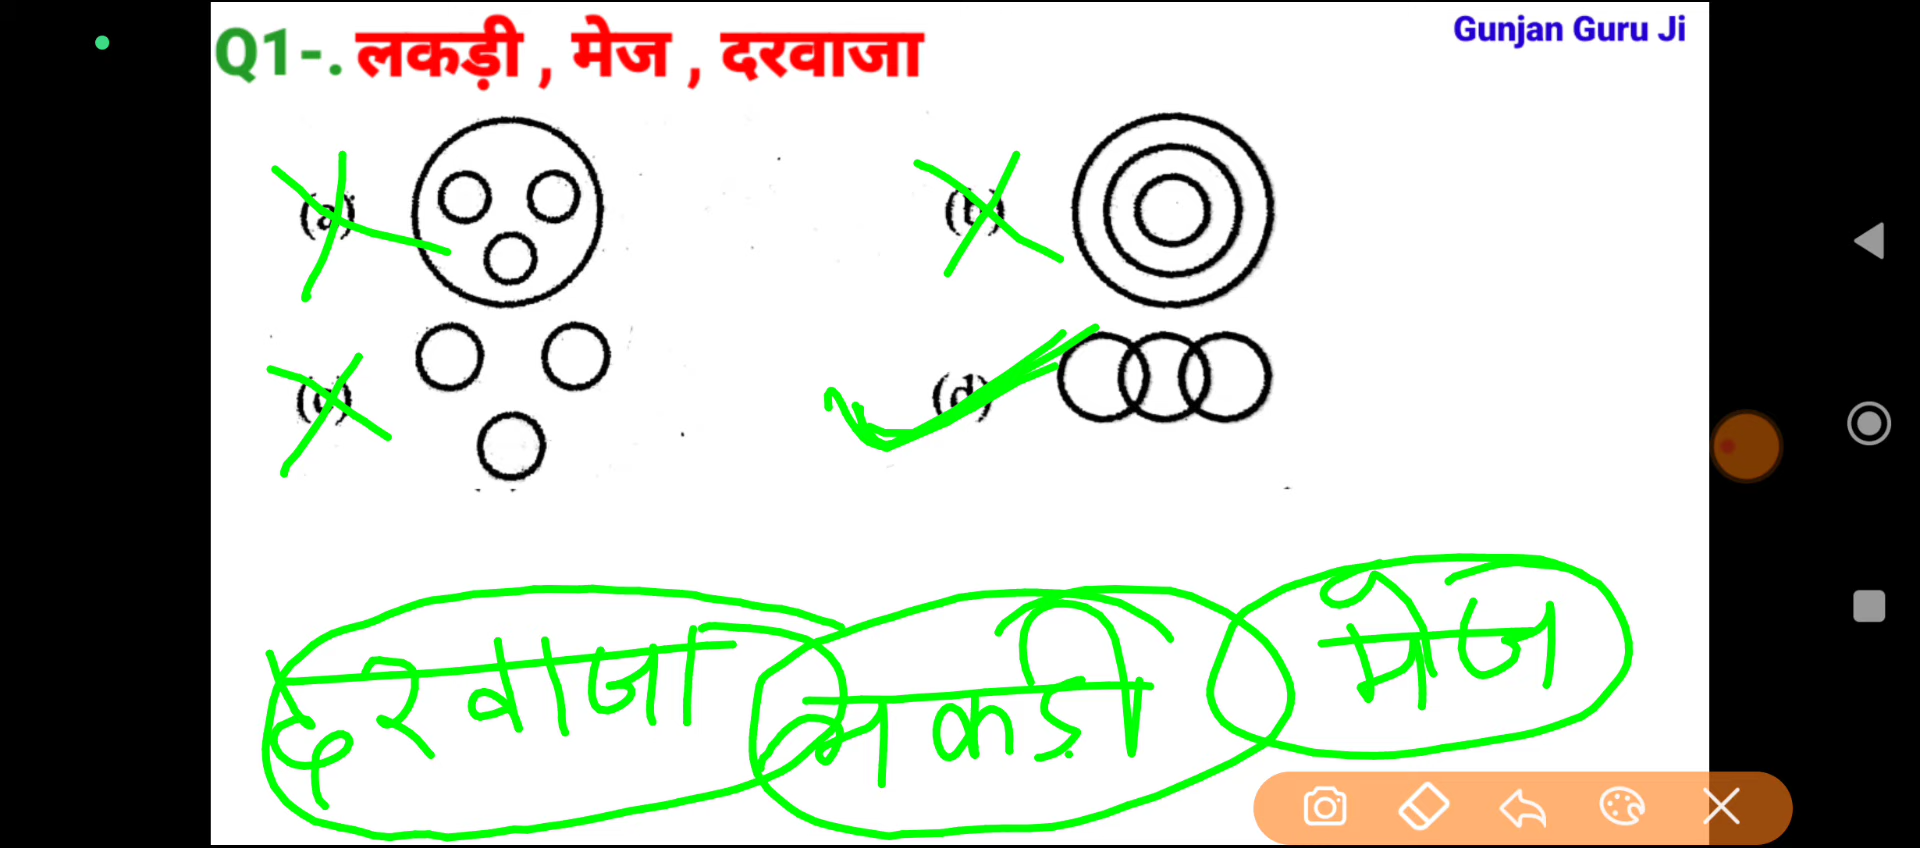 Q1-. लकड़ी , मेज , दरवाजा
Gunjan Guru Ji
(a)
(b)
(c)
(d)
दरवाजा लकड़ी मेज